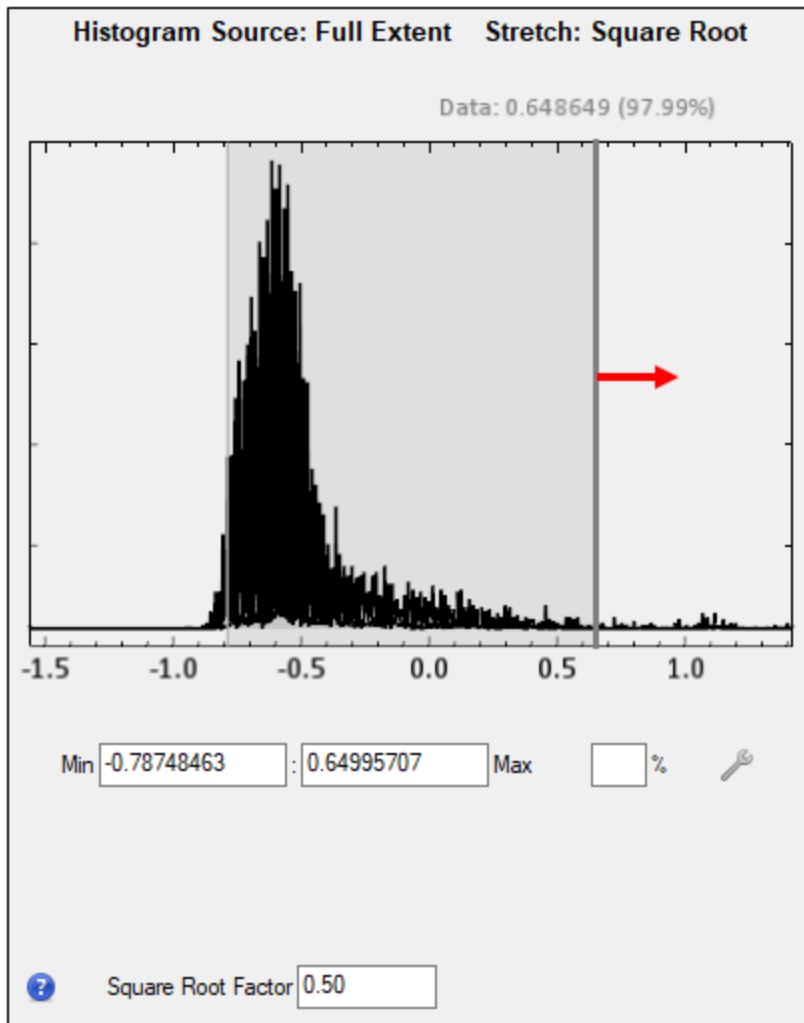 Histogram Source: Full Extent Stretch: Square Root
Data: 0.648649 (97.99%)
-1.5 -1.0 -0.5 0.0 0.5 1.0
Min -0.78748463 : 0.64995707 Max %
? Square Root Factor 0.50